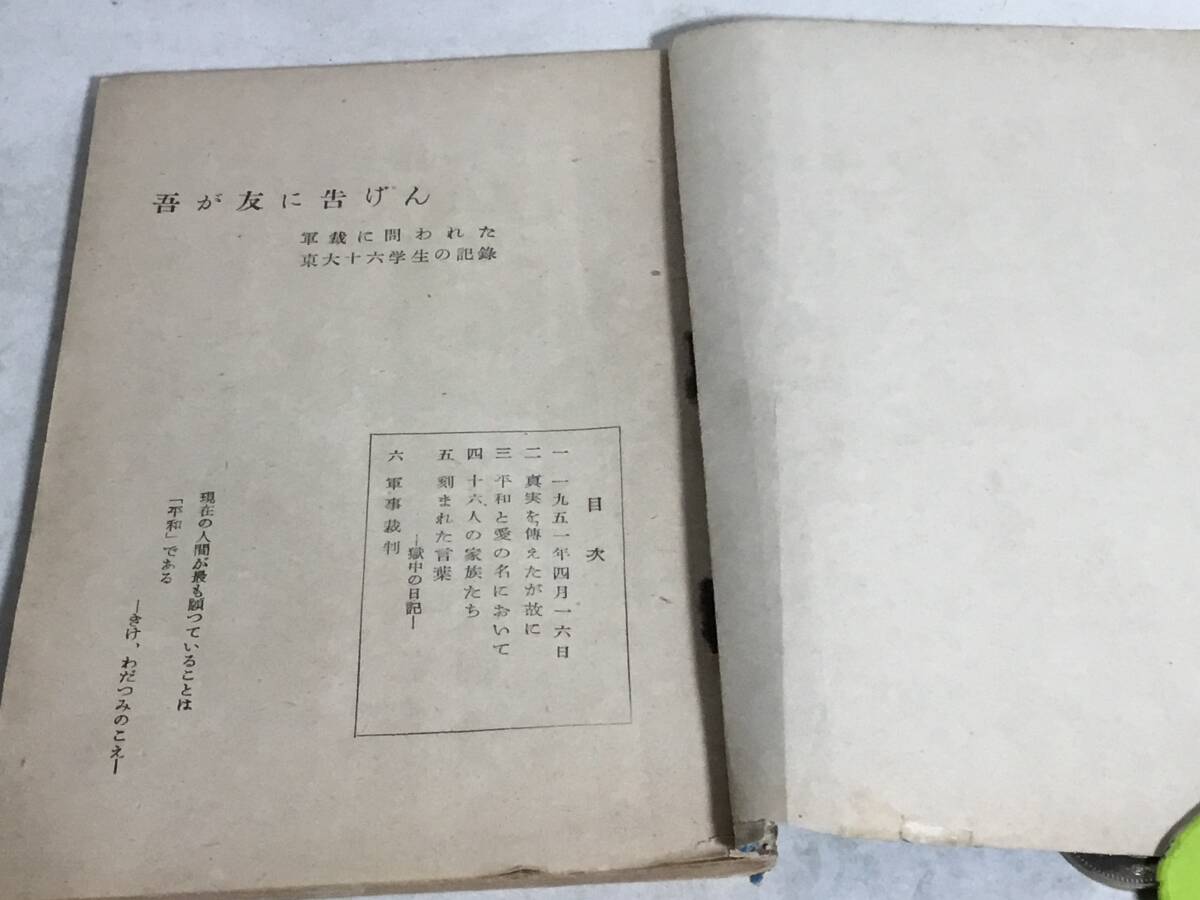 吾が友に告げん
軍裁に問われた
東大十六学生の記錄
目次
一 一九五一年四月一六日
二 真実を傳えたが故に
三 平和と愛の名において
四 十六人の家族たち
五 刻まれた言葉
―獄中の日記―
六 軍事裁判
現在の人間が最も願つていることは
「平和」である
―きけ、わだつみのこえ―